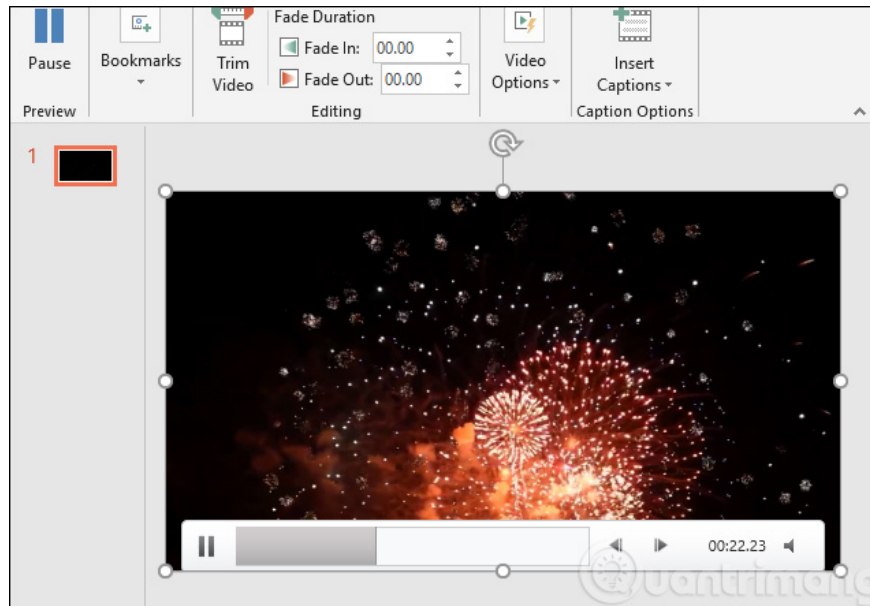 Fade Duration
Pause
Bookmarks
Trim
Video
Fade In: 00.00
Fade Out: 00.00
Video
Options
Insert
Captions
Preview
Editing
Caption Options
1
00:22.23
Quantrimang